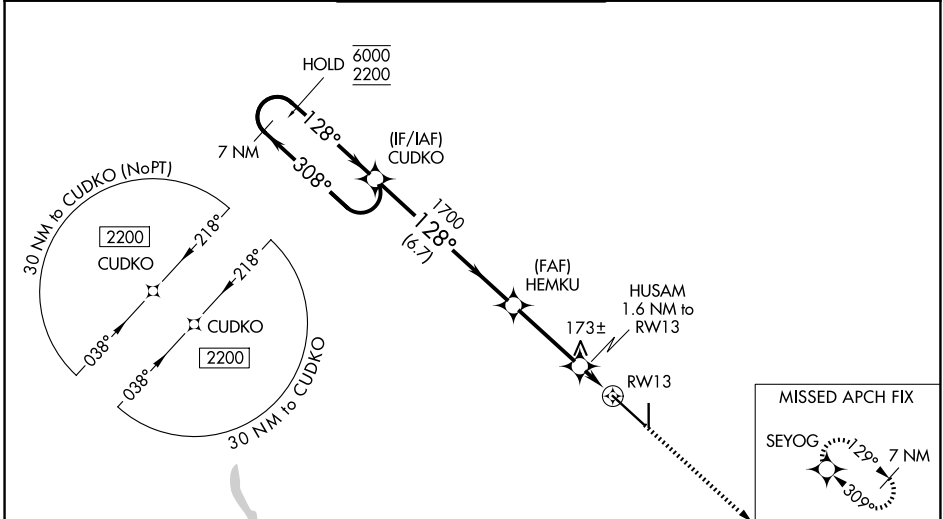 HOLD 6000
2200
7 NM
128°
308°
(IF/IAF)
CUDKO
30 NM to CUDKO (NoPT)
2200
CUDKO
218°
038°
218°
CUDKO
2200
038°
30 NM to CUDKO
1700
128°
(6.7)
(FAF)
HEMKU
HUSAM
1.6 NM to
RW13
173±
RW13
MISSED APCH FIX
SEYOG
129°
7 NM
309°